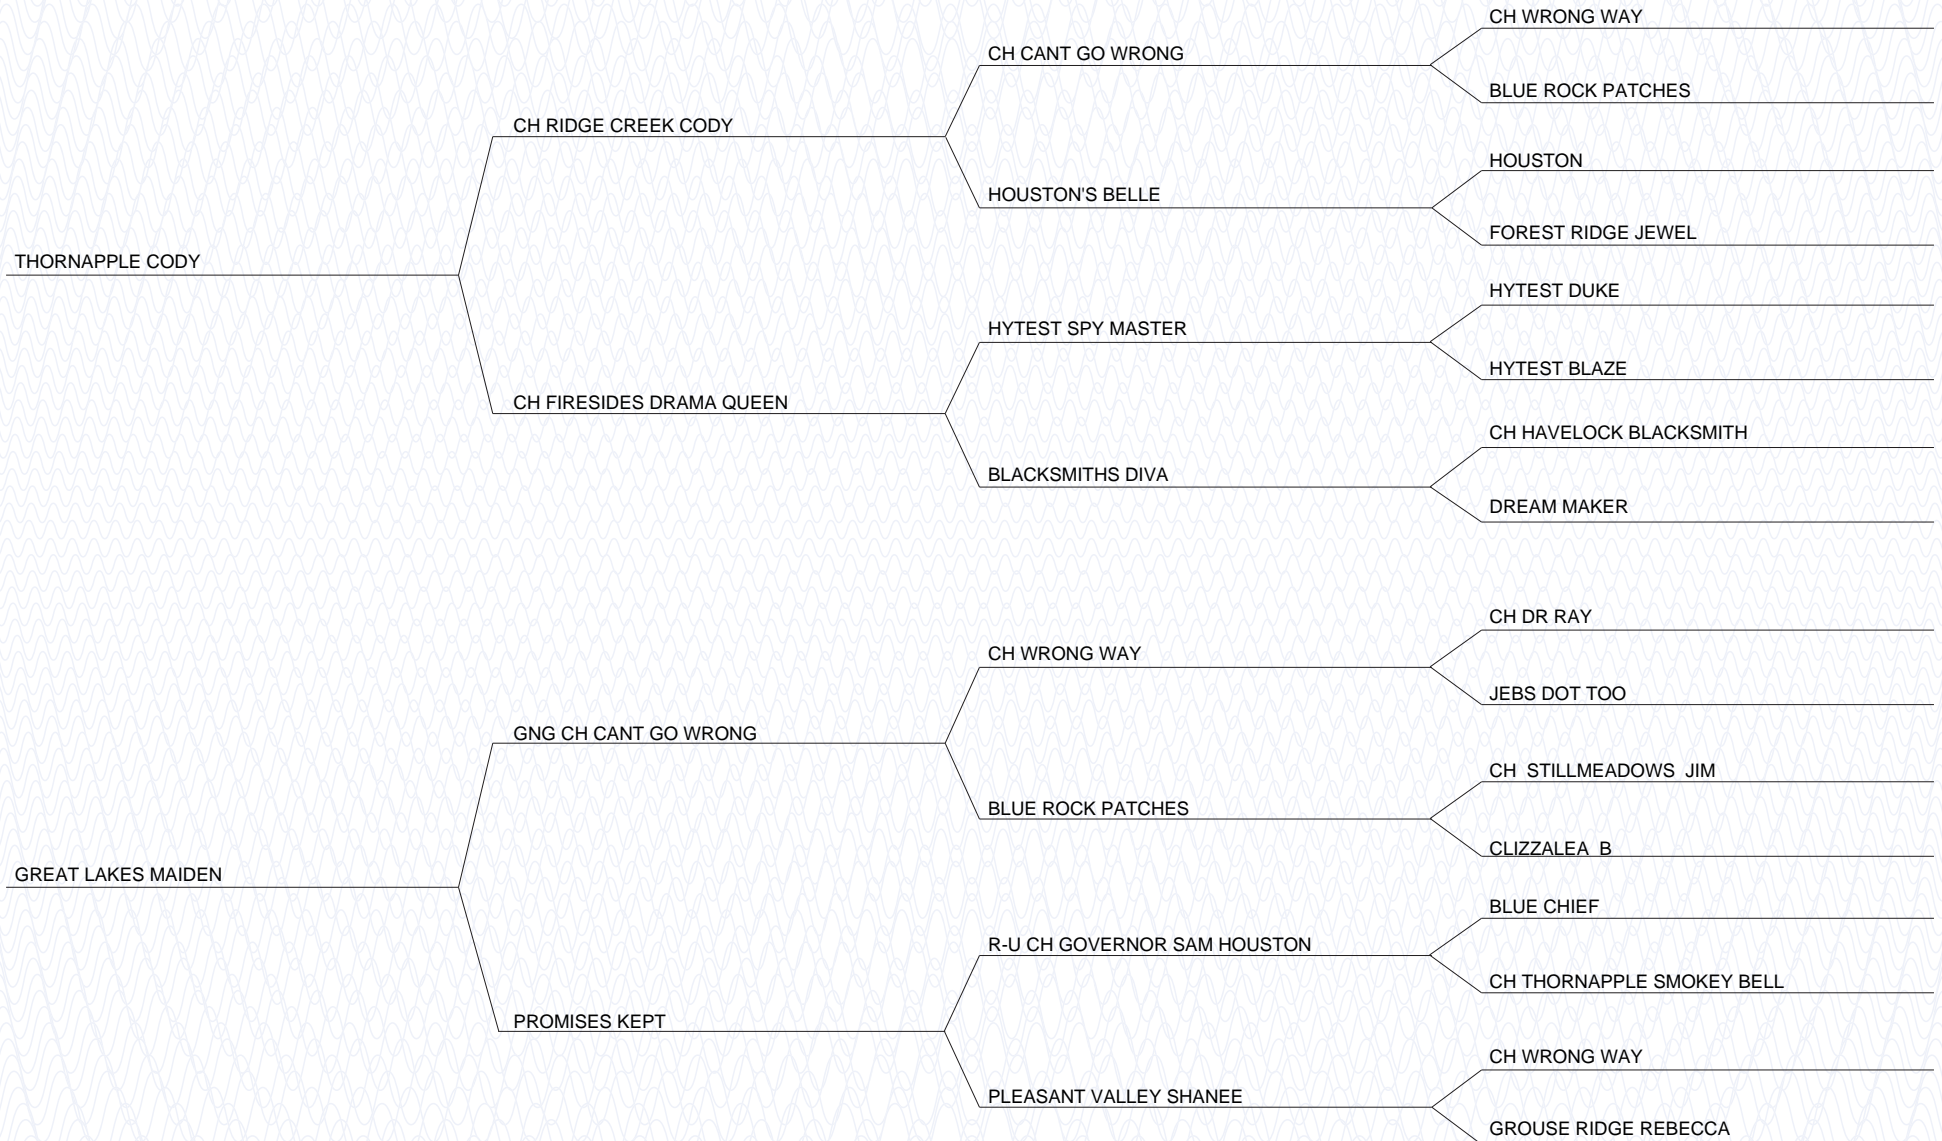 CH WRONG WAY
CH CANT GO WRONG
BLUE ROCK PATCHES
CH RIDGE CREEK CODY
HOUSTON
HOUSTON'S BELLE
FOREST RIDGE JEWEL
THORNAPPLE CODY
HYTEST DUKE
HYTEST SPY MASTER
HYTEST BLAZE
CH FIRESIDES DRAMA QUEEN
CH HAVELOCK BLACKSMITH
BLACKSMITHS DIVA
DREAM MAKER
CH DR RAY
CH WRONG WAY
JEBS DOT TOO
GNG CH CANT GO WRONG
CH  STILLMEADOWS  JIM
BLUE ROCK PATCHES
CLIZZALEA  B
GREAT LAKES MAIDEN
BLUE CHIEF
R-U CH GOVERNOR SAM HOUSTON
CH THORNAPPLE SMOKEY BELL
PROMISES KEPT
CH WRONG WAY
PLEASANT VALLEY SHANEE
GROUSE RIDGE REBECCA